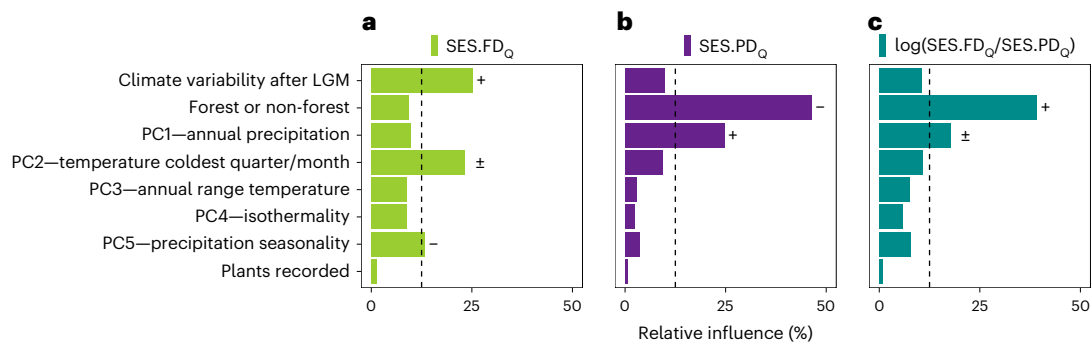 a
SES.FDQ
b
SES.PDQ
c
log(SES.FDQ/SES.PDQ)
Climate variability after LGM
Forest or non-forest
PC1—annual precipitation
PC2—temperature coldest quarter/month
PC3—annual range temperature
PC4—isothermality
PC5—precipitation seasonality
Plants recorded
+
±
–
0
25
50
–
+
0
25
50
+
±
0
25
50
Relative influence (%)